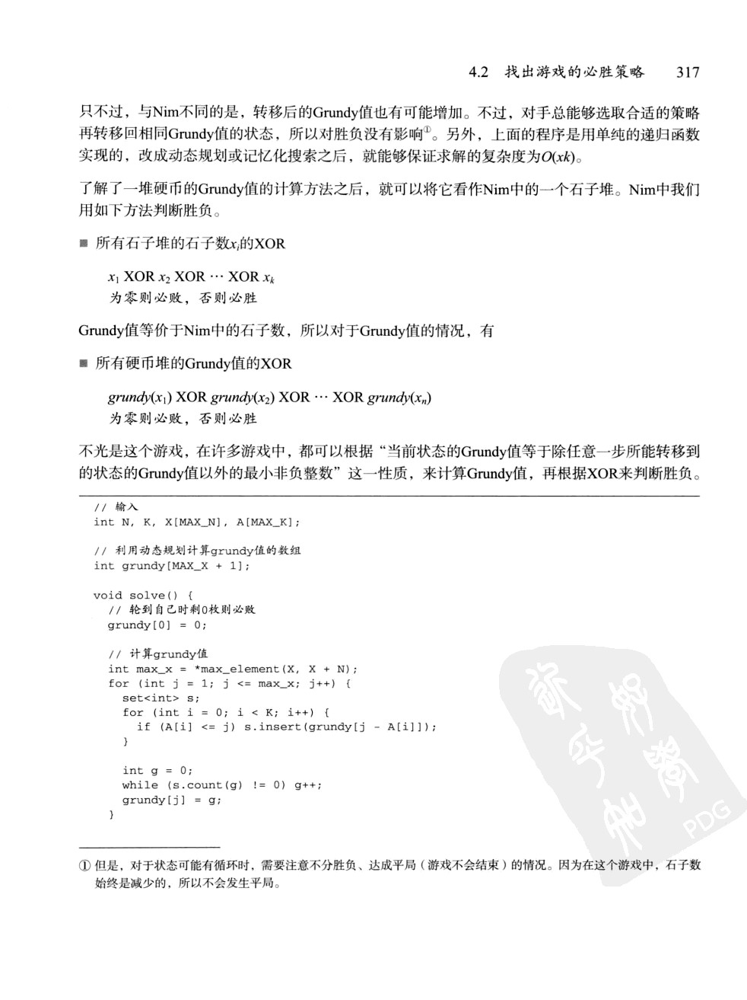 4.2 找出游戏的必胜策略 317
只不过，与Nim不同的是，转移后的Grundy值也有可能增加。不过，对手总能够选取合适的策略
再转移回相同Grundy值的状态，所以对胜负没有影响①。另外，上面的程序是用单纯的递归函数
实现的，改成动态规划或记忆化搜索之后，就能够保证求解的复杂度为O(xk)。
了解了一堆硬币的Grundy值的计算方法之后，就可以将它看作Nim中的一个石子堆。Nim中我们
用如下方法判断胜负。
■ 所有石子堆的石子数xi的XOR
x1 XOR x2 XOR ⋯ XOR xk
为零则必败，否则必胜
Grundy值等价于Nim中的石子数，所以对于Grundy值的情况，有
■ 所有硬币堆的Grundy值的XOR
grundy(x1) XOR grundy(x2) XOR ⋯ XOR grundy(xn)
为零则必败，否则必胜
不光是这个游戏，在许多游戏中，都可以根据“当前状态的Grundy值等于除任意一步所能转移到
的状态的Grundy值以外的最小非负整数”这一性质，来计算Grundy值，再根据XOR来判断胜负。
// 输入
int N, K, X[MAX_N], A[MAX_K];
// 利用动态规划计算grundy值的数组
int grundy[MAX_X + 1];
void solve() {
// 轮到自己时剩0枚则必败
grundy[0] = 0;
// 计算grundy值
int max_x = *max_element(X, X + N);
for (int j = 1; j <= max_x; j++) {
set<int> s;
for (int i = 0; i < K; i++) {
if (A[i] <= j) s.insert(grundy[j - A[i]]);
}
int g = 0;
while (s.count(g) != 0) g++;
grundy[j] = g;
}
① 但是，对于状态可能有循环时，需要注意不分胜负、达成平局（游戏不会结束）的情况。因为在这个游戏中，石子数
始终是减少的，所以不会发生平局。
PDG